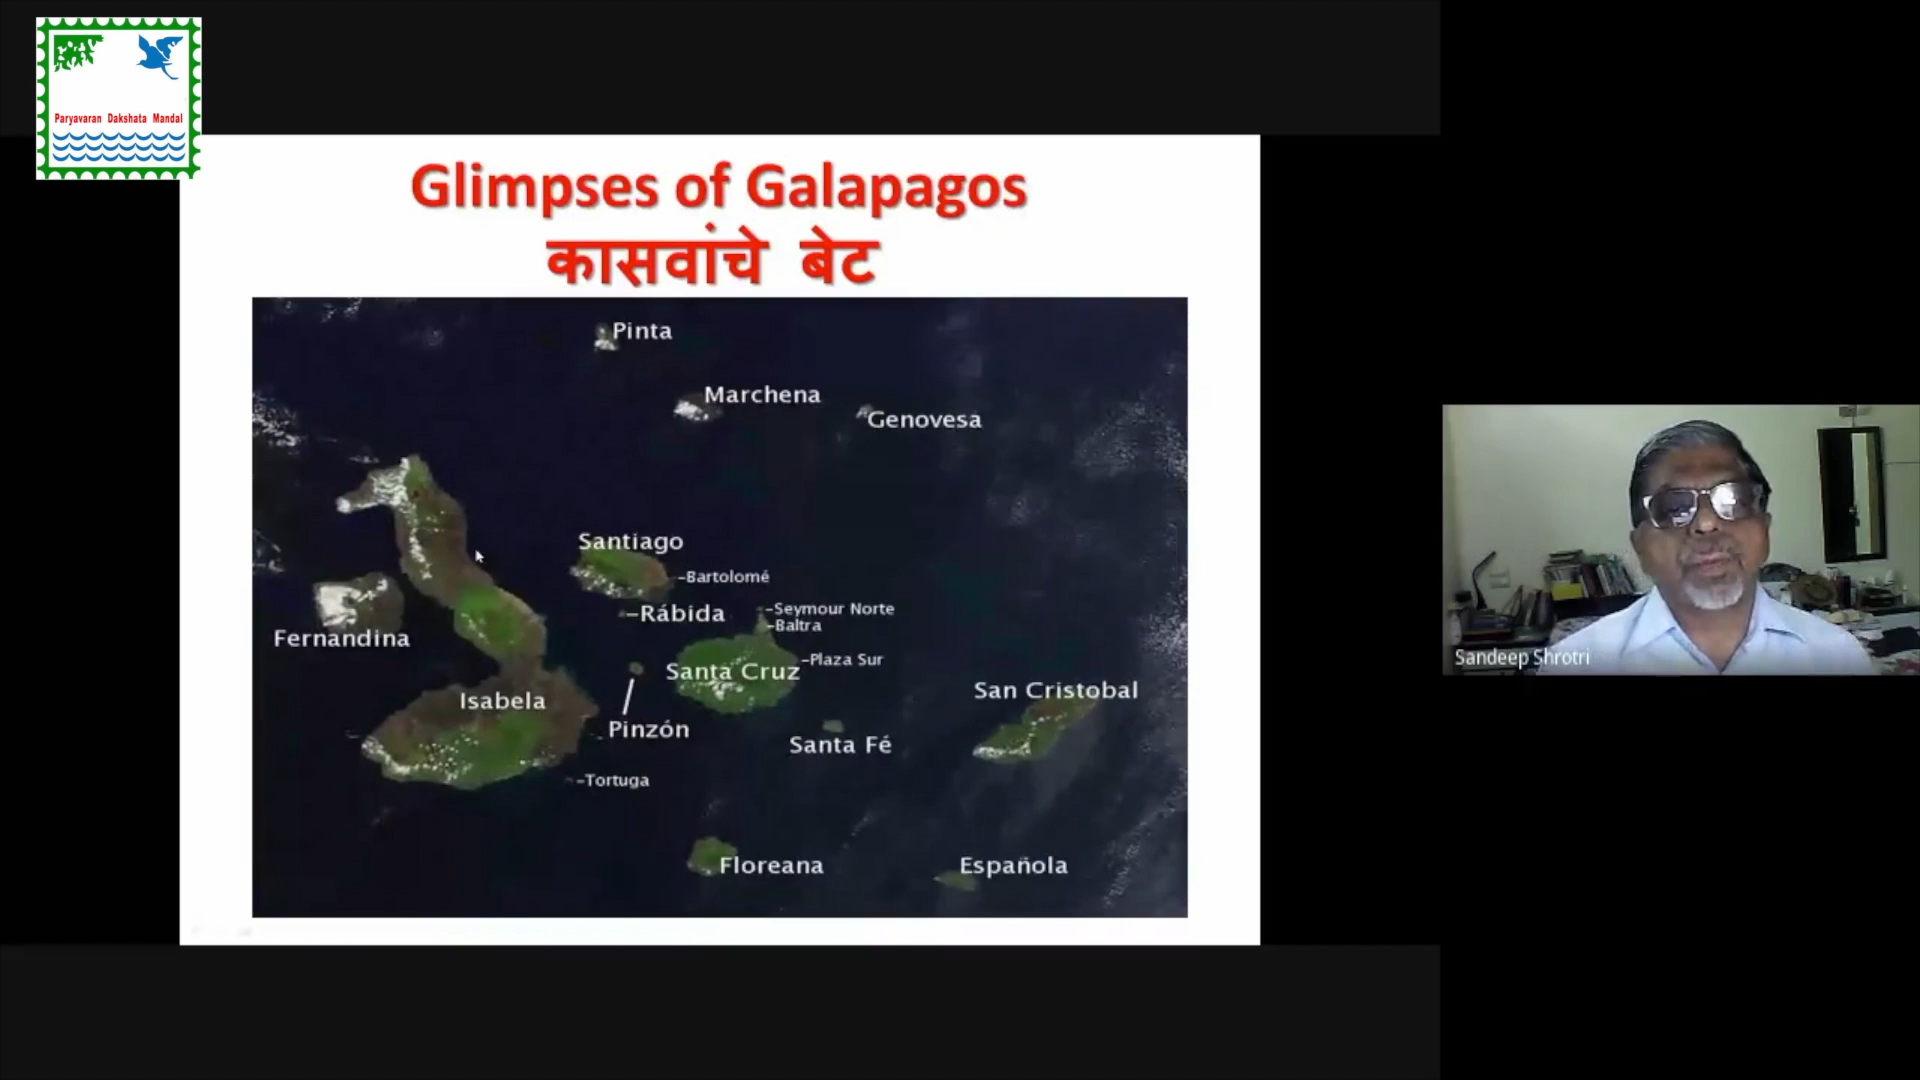 Paryavaran Dakshata Mandal
Glimpses of Galapagos
कासवांचे बेट
Pinta
Marchena
Genovesa
Santiago
-Bartolomé
-Rábida
-Seymour Norte
-Baltra
Fernandina
-Plaza Sur
Santa Cruz
San Cristobal
Isabela
Pinzón
Santa Fé
-Tortuga
Floreana
Española
Sandeep Shrotri